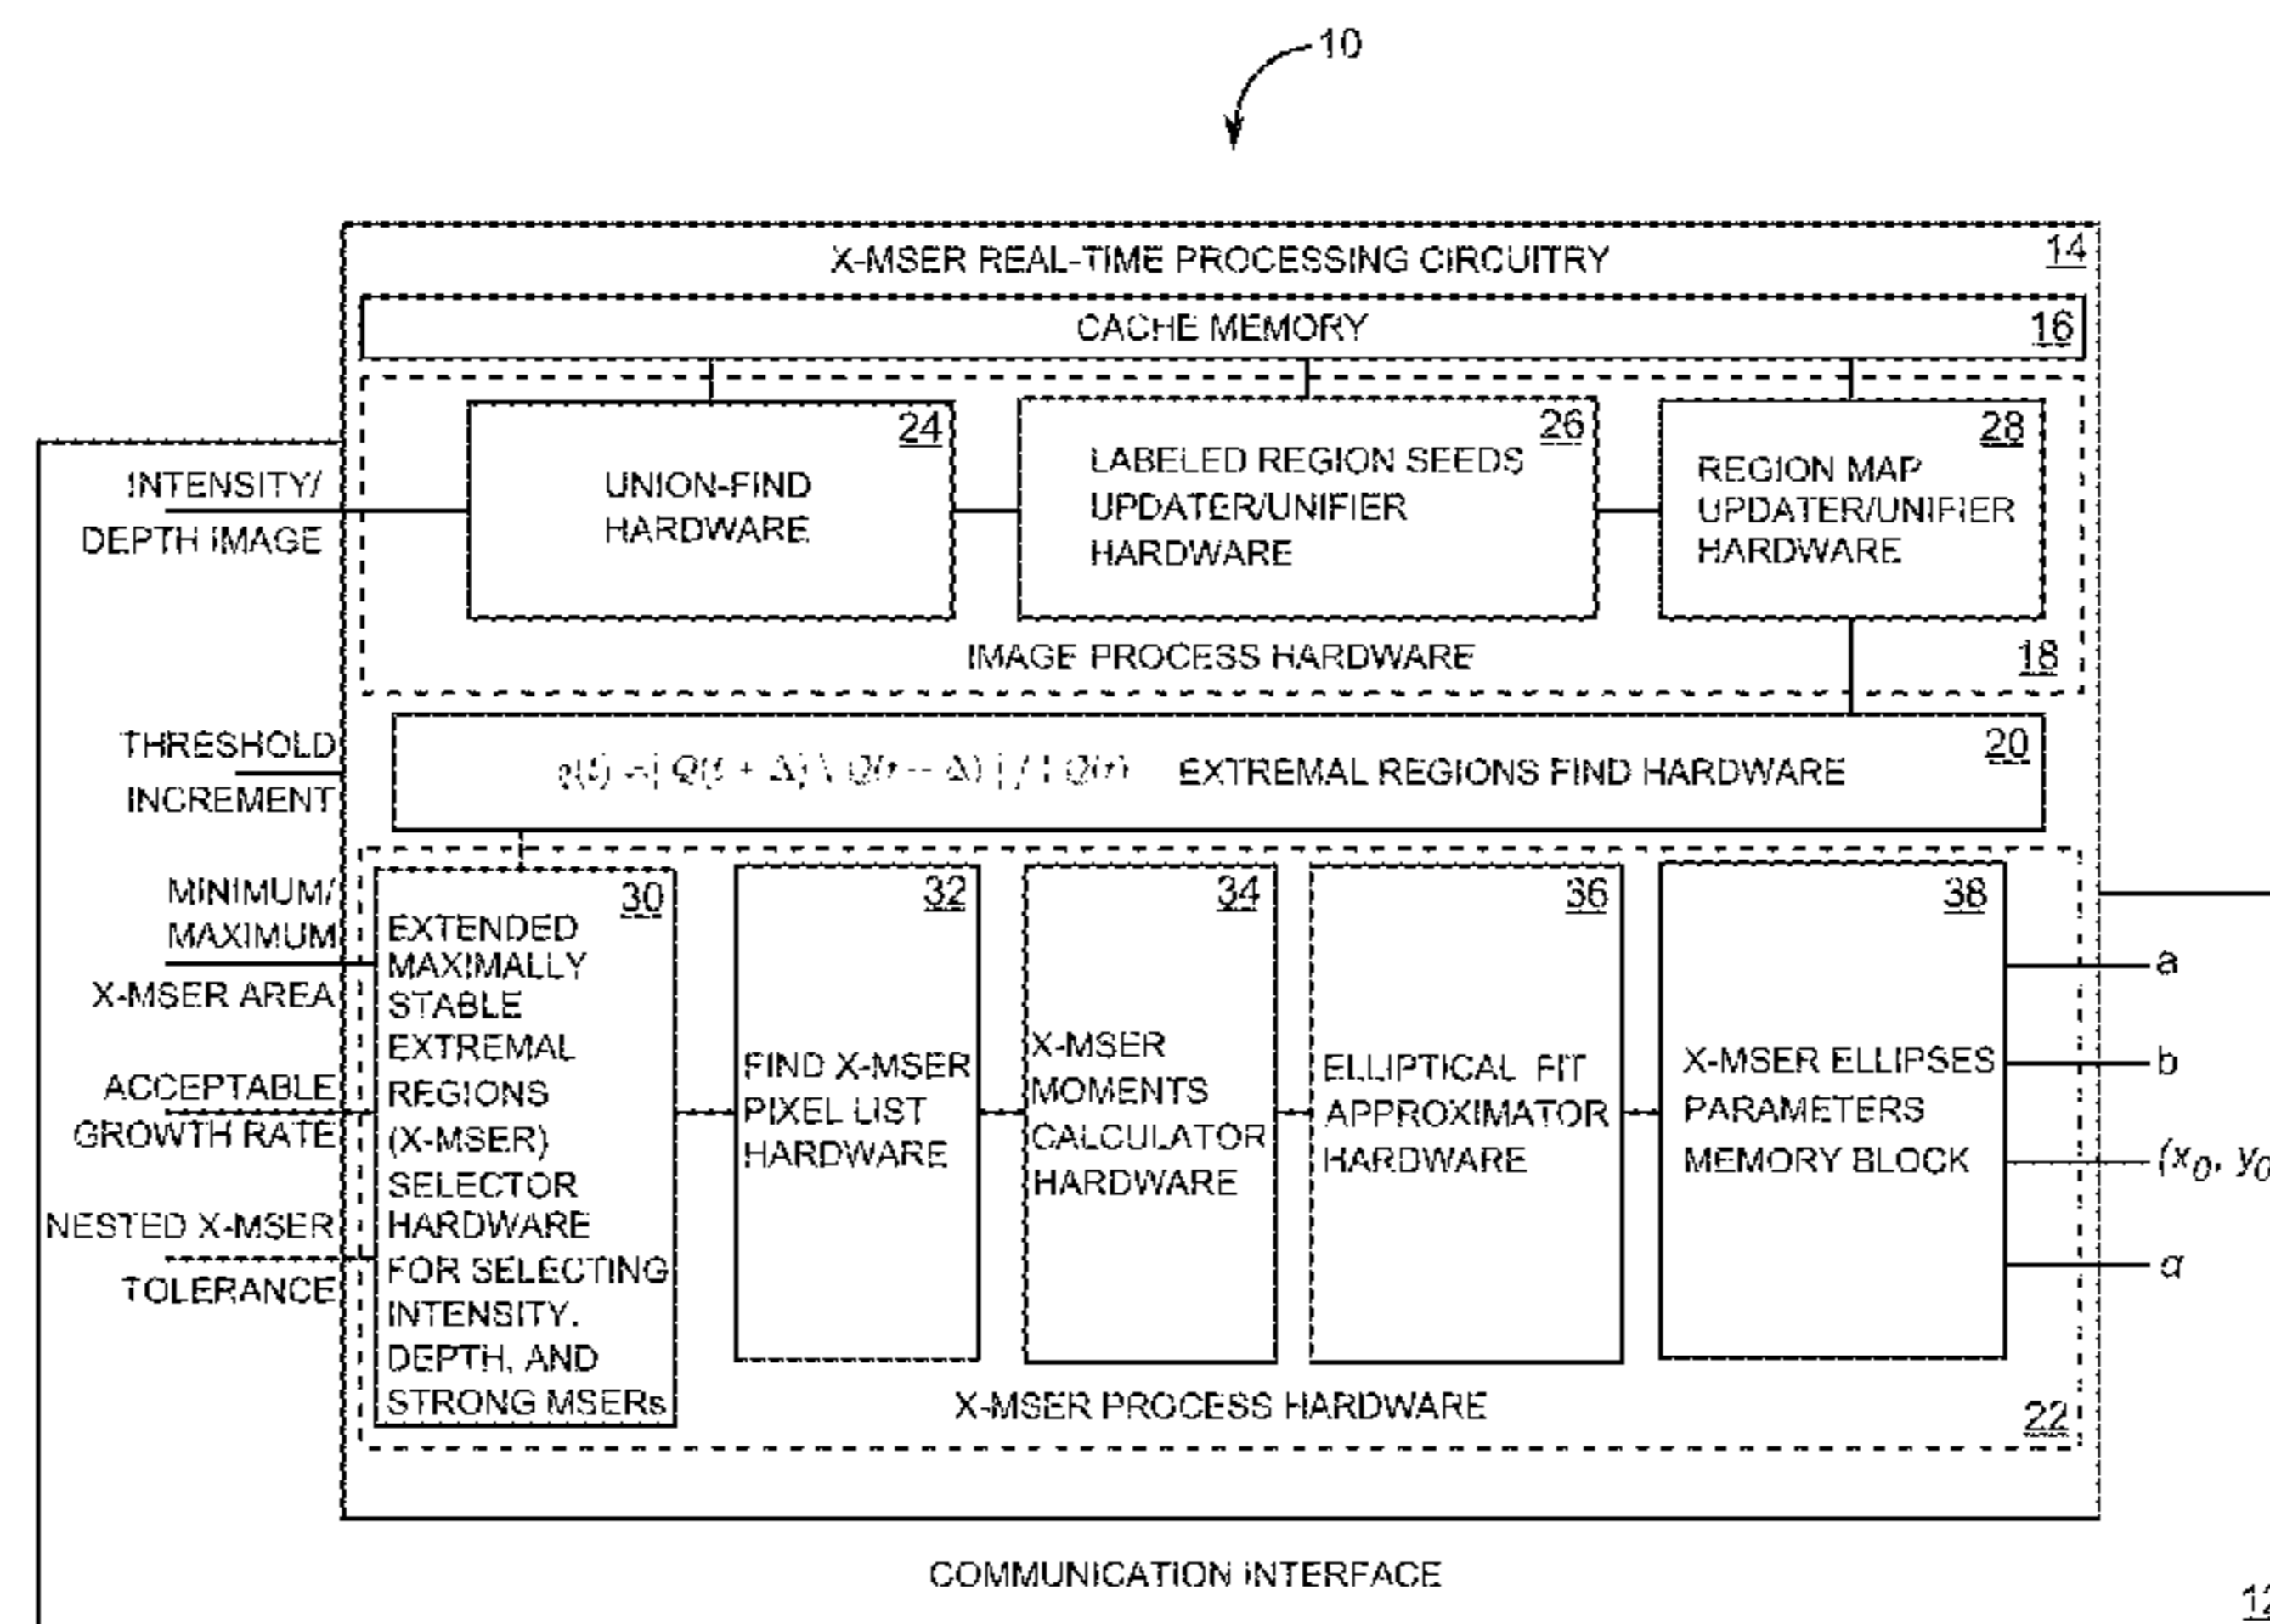 10
X-MSER REAL-TIME PROCESSING CIRCUITRY
14
CACHE MEMORY
16
INTENSITY/
DEPTH IMAGE
24
UNION-FIND
HARDWARE
26
LABELED REGION SEEDS
UPDATER/UNIFIER
HARDWARE
28
REGION MAP
UPDATER/UNIFIER
HARDWARE
IMAGE PROCESS HARDWARE
18
THRESHOLD
INCREMENT
EXTREMAL REGIONS FIND HARDWARE
20
MINIMUM/
MAXIMUM
X-MSER AREA
ACCEPTABLE
GROWTH RATE
NESTED X-MSER
TOLERANCE
30
EXTENDED
MAXIMALLY
STABLE
EXTREMAL
REGIONS
(X-MSER)
SELECTOR
HARDWARE
FOR SELECTING
INTENSITY,
DEPTH, AND
STRONG MSERs
32
FIND X-MSER
PIXEL LIST
HARDWARE
34
X-MSER
MOMENTS
CALCULATOR
HARDWARE
36
ELLIPTICAL FIT
APPROXIMATOR
HARDWARE
38
X-MSER ELLIPSES
PARAMETERS
MEMORY BLOCK
a
b
(x0, y0
α
X-MSER PROCESS HARDWARE
22
COMMUNICATION INTERFACE
12